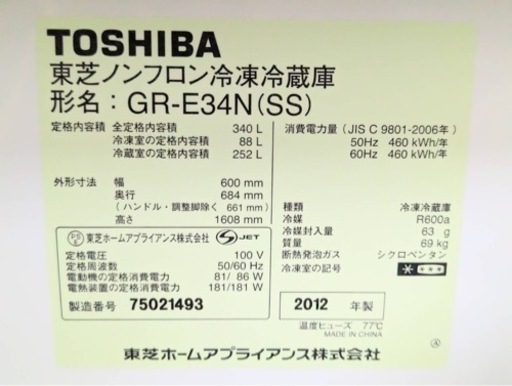 TOSHIBA
東芝ノンフロン冷凍冷蔵庫
形名：GR-E34N(SS)
定格内容積 全定格内容積 340 L
冷凍室の定格内容積 88 L
冷蔵室の定格内容積 252 L
消費電力量(JIS C 9801-2006年)
50Hz 460 kWh/年
60Hz 460 kWh/年
外形寸法 幅 600 mm
奥行 684 mm
(ハンドル・調整脚除く 661 mm)
高さ 1608 mm
種類 冷凍冷蔵庫
冷媒 R600a
冷媒封入量 63 g
質量 69 kg
断熱発泡ガス シクロペンタン
冷凍室の記号
東芝ホームアプライアンス株式会社 JET
定格電圧 100 V
定格周波数 50/60 Hz
電動機の定格消費電力 81/ 86 W
電熱装置の定格消費電力 181/181 W
製造番号 75021493
2012 年製
温度ヒューズ 77℃
MADE IN CHINA
東芝ホームアプライアンス株式会社